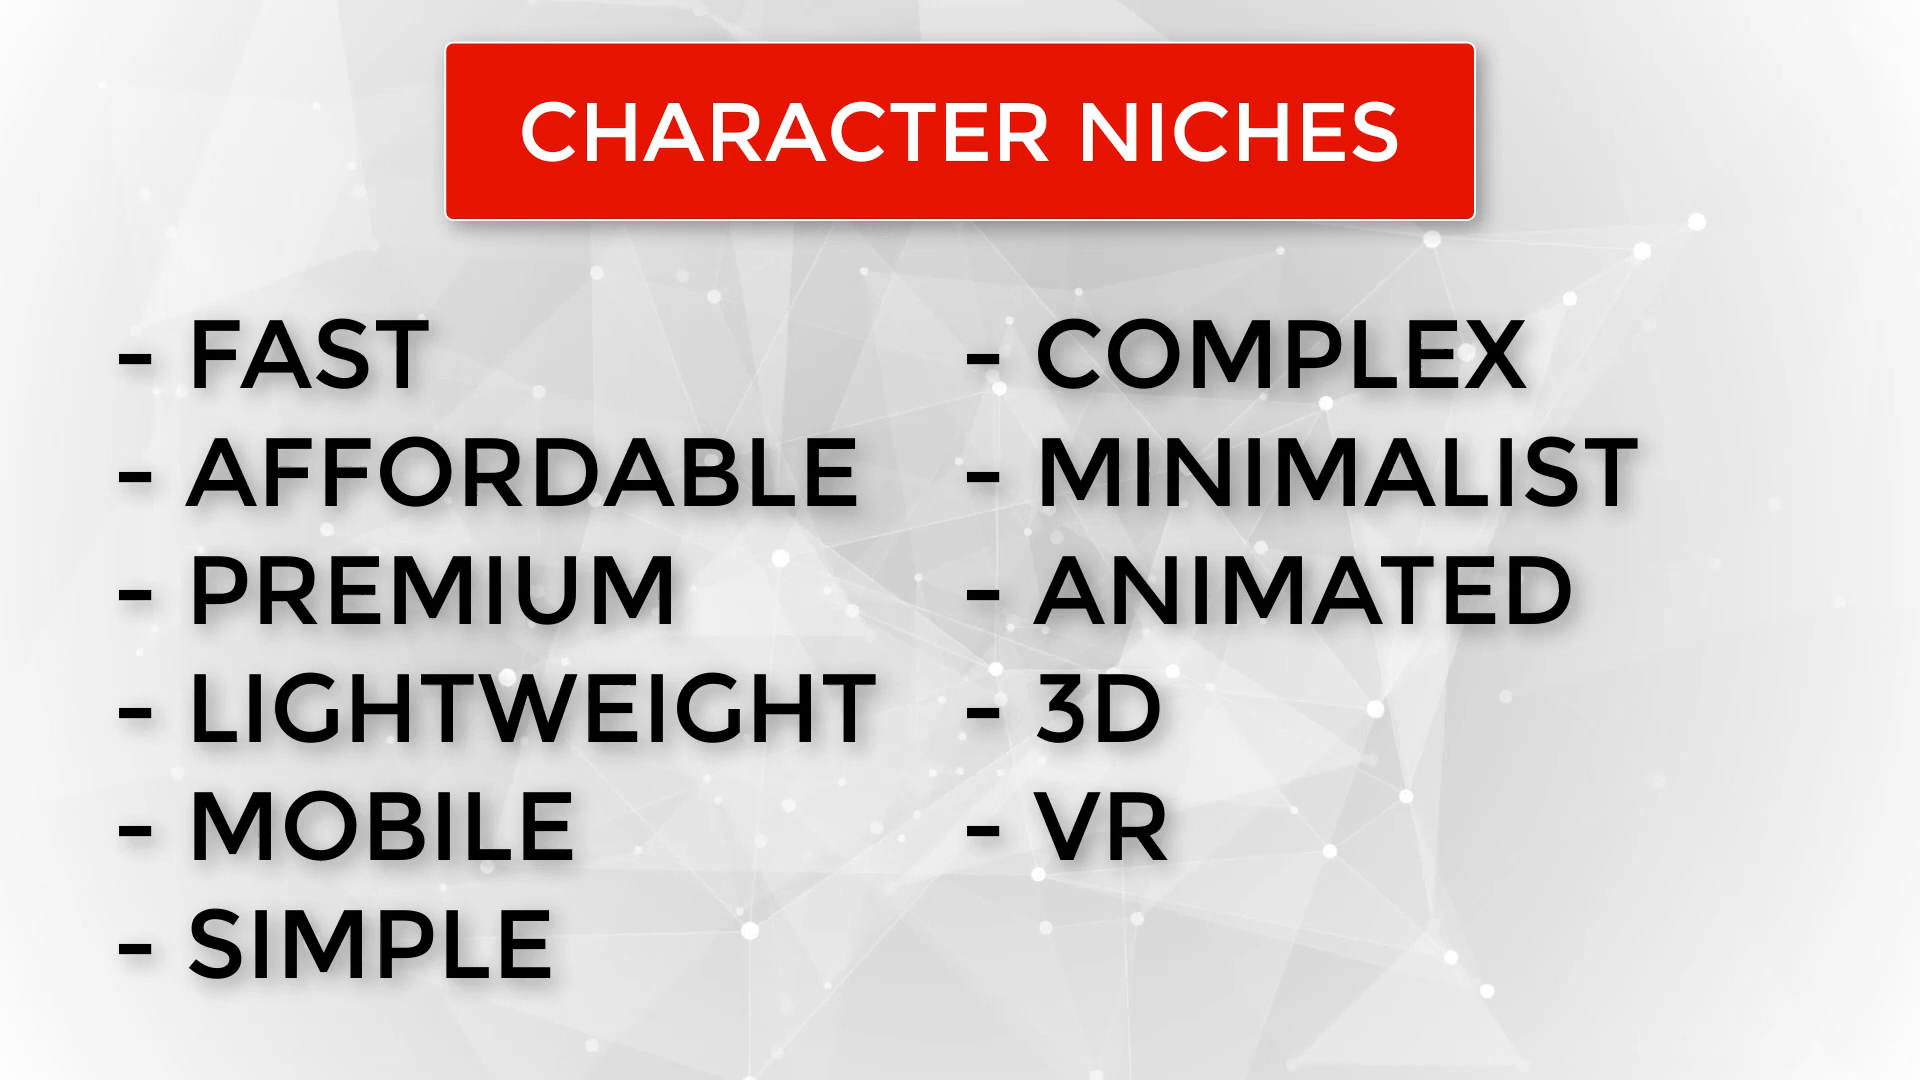 CHARACTER NICHES
- FAST
- AFFORDABLE
- PREMIUM
- LIGHTWEIGHT
- MOBILE
- SIMPLE
- COMPLEX
- MINIMALIST
- ANIMATED
- 3D
- VR